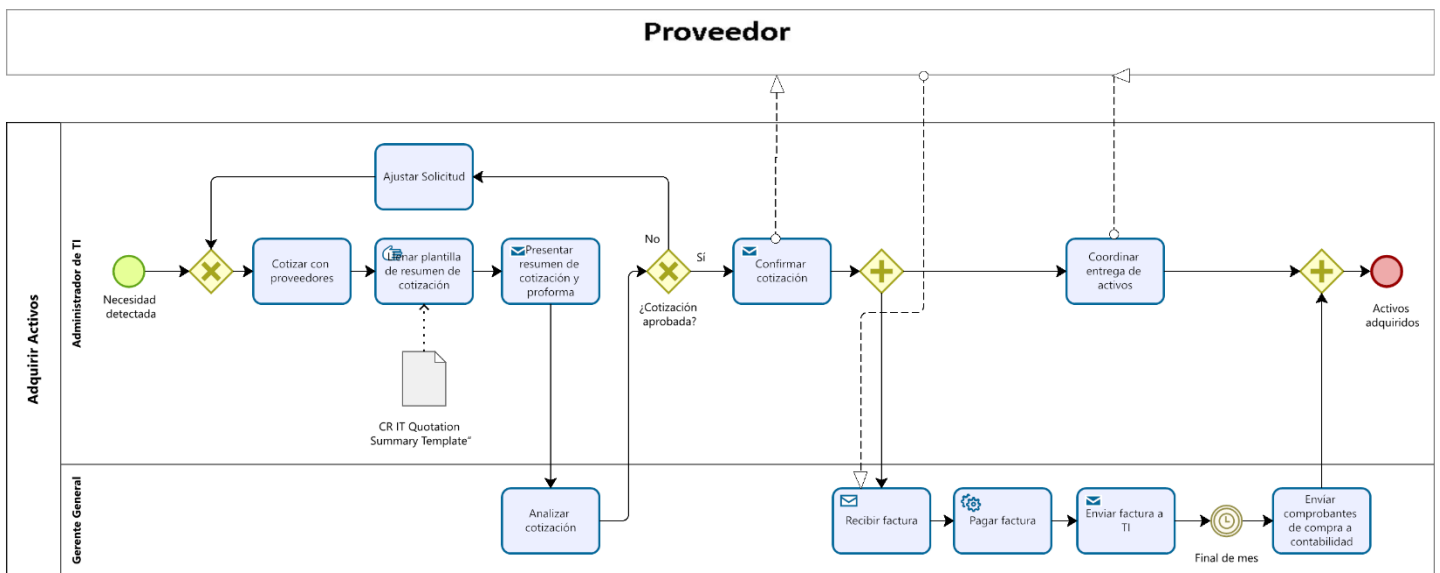 Proveedor
Adquirir Activos
Administrador de TI
Ajustar Solicitud
Necesidad
detectada
Cotizar con
proveedores
Llenar plantilla
de resumen de
cotización
Presentar
resumen de
cotización y
proforma
No
Sí
¿Cotización
aprobada?
Confirmar
cotización
Coordinar
entrega de
activos
Activos
adquiridos
CR IT Quotation
Summary Template“
Gerente General
Analizar
cotización
Recibir factura
Pagar factura
Enviar factura a
TI
Final de mes
Enviar
comprobantes
de compra a
contabilidad